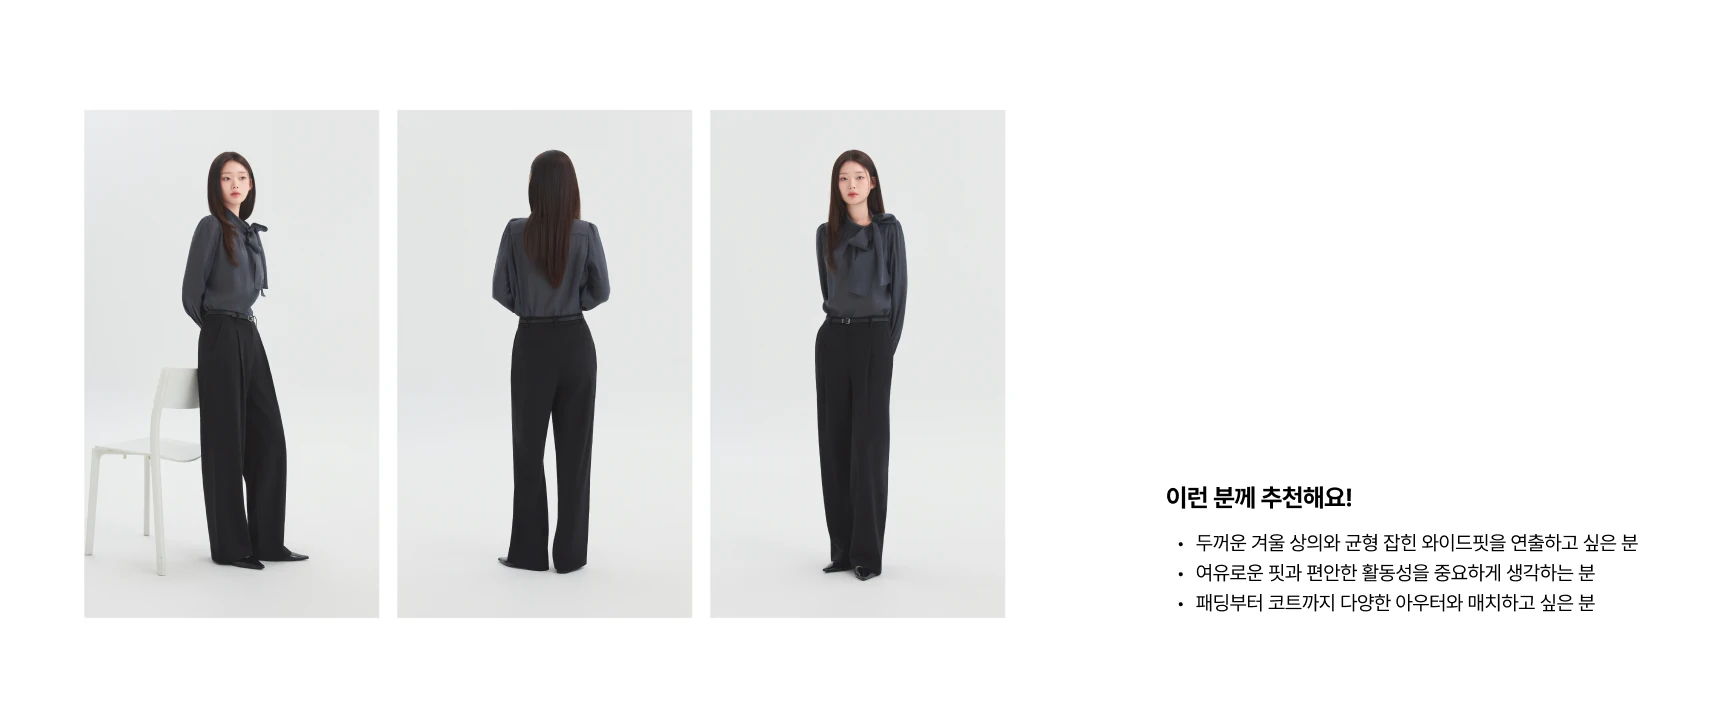 이런 분께 추천해요!
• 두꺼운 겨울 상의와 균형 잡힌 와이드핏을 연출하고 싶은 분
• 여유로운 핏과 편안한 활동성을 중요하게 생각하는 분
• 패딩부터 코트까지 다양한 아우터와 매치하고 싶은 분